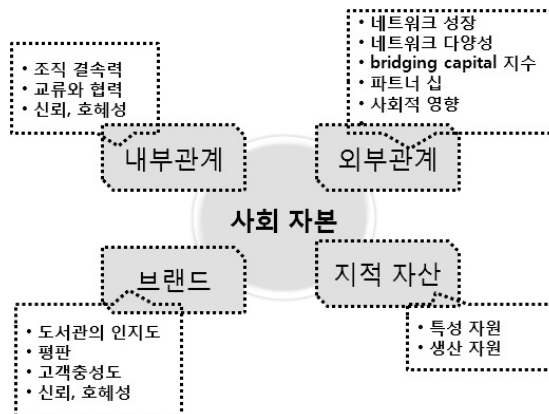 • 조직 결속력
• 교류와 협력
• 신뢰, 호혜성
내부관계
• 네트워크 성장
• 네트워크 다양성
• bridging capital 지수
• 파트너 십
• 사회적 영향
외부관계
사회 자본
브랜드
• 도서관의 인지도
• 평판
• 고객충성도
• 신뢰, 호혜성
지적 자산
• 특성 자원
• 생산 자원